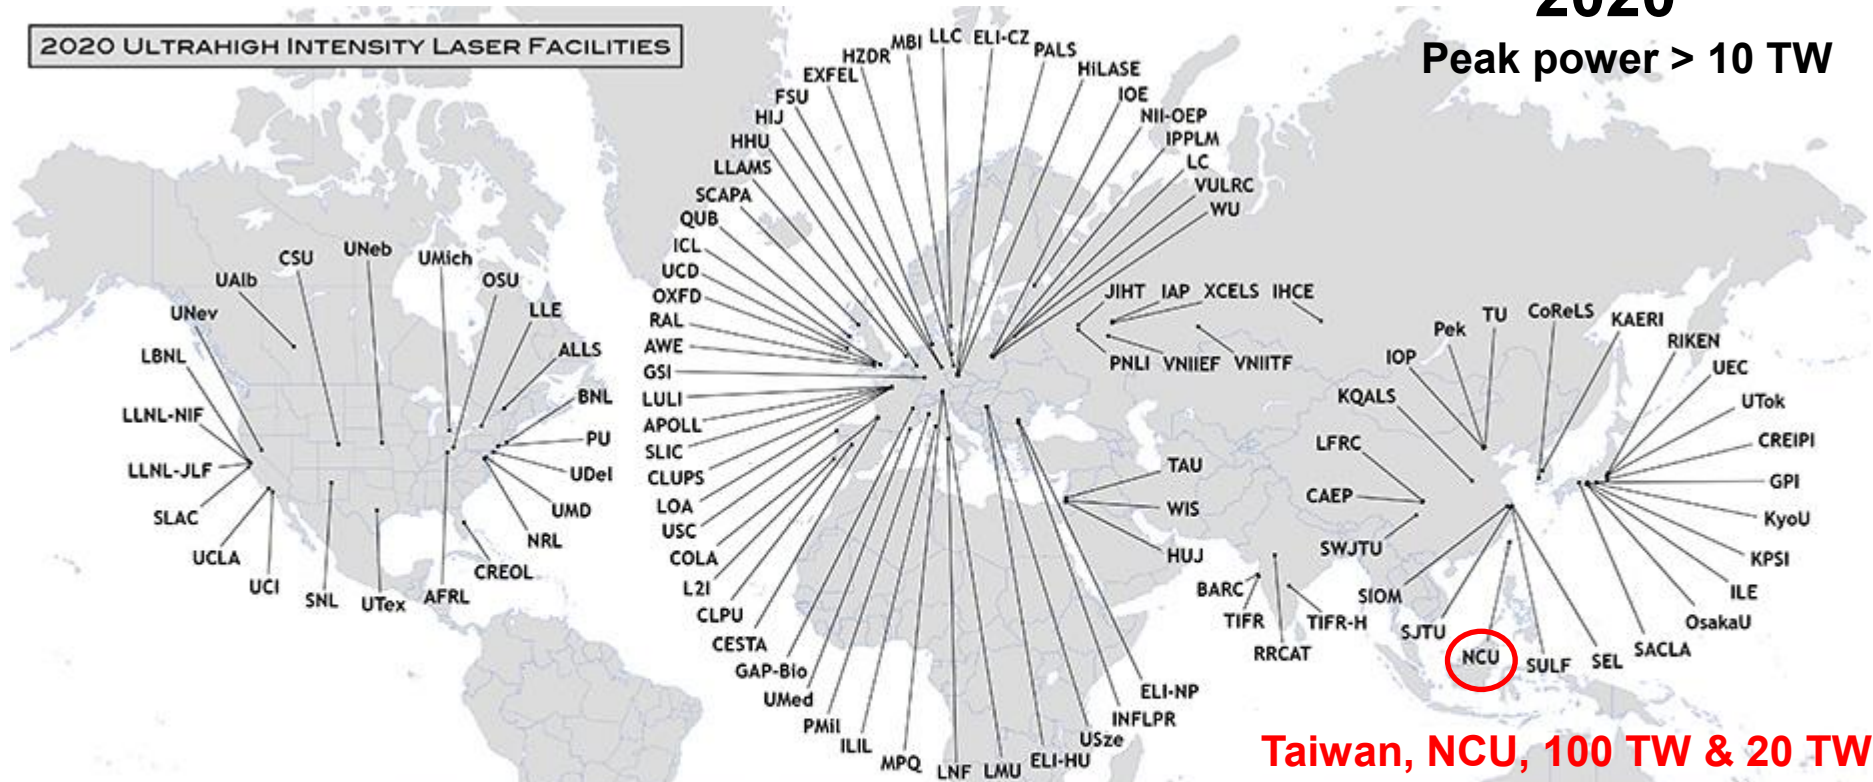 2020
Peak power > 10 TW
2020 ULTRAHIGH INTENSITY LASER FACILITIES
UNev
UAlb
CSU
UNeb
UMich
OSU
LLE
ALLS
BNL
PU
UDel
UMD
NRL
CREOL
AFRL
UTex
SNL
UCI
UCLA
SLAC
LLNL-JLF
LLNL-NIF
LBNL
LLC
ELI-CZ
MBI
PALS
HZDR
HiLASE
EXFEL
IOE
FSU
NII-OEP
HIJ
IPPLM
HHU
LC
LLAMS
VULRC
SCAPA
WU
QUB
ICL
UCD
OXFD
RAL
AWE
GSI
LULI
APOLL
SLIC
CLUPS
LOA
USC
COLA
L2I
CLPU
CESTA
GAP-Bio
UMed
PMil
ILIL
MPQ
LNF
LMU
ELI-HU
USze
INFLPR
ELI-NP
JIHT
IAP
XCELS
IHCE
PNLI
VNIIEF
VNIITF
TAU
WIS
HUJ
BARC
TIFR
RRCAT
TIFR-H
KQALS
IOP
Pek
TU
CoReLS
KAERI
RIKEN
UEC
UTok
CREIPI
GPI
KyoU
KPSI
ILE
OsakaU
SACLA
SEL
SULF
NCU
SJTU
SIOM
SWJTU
CAEP
LFRC
Taiwan, NCU, 100 TW & 20 TW